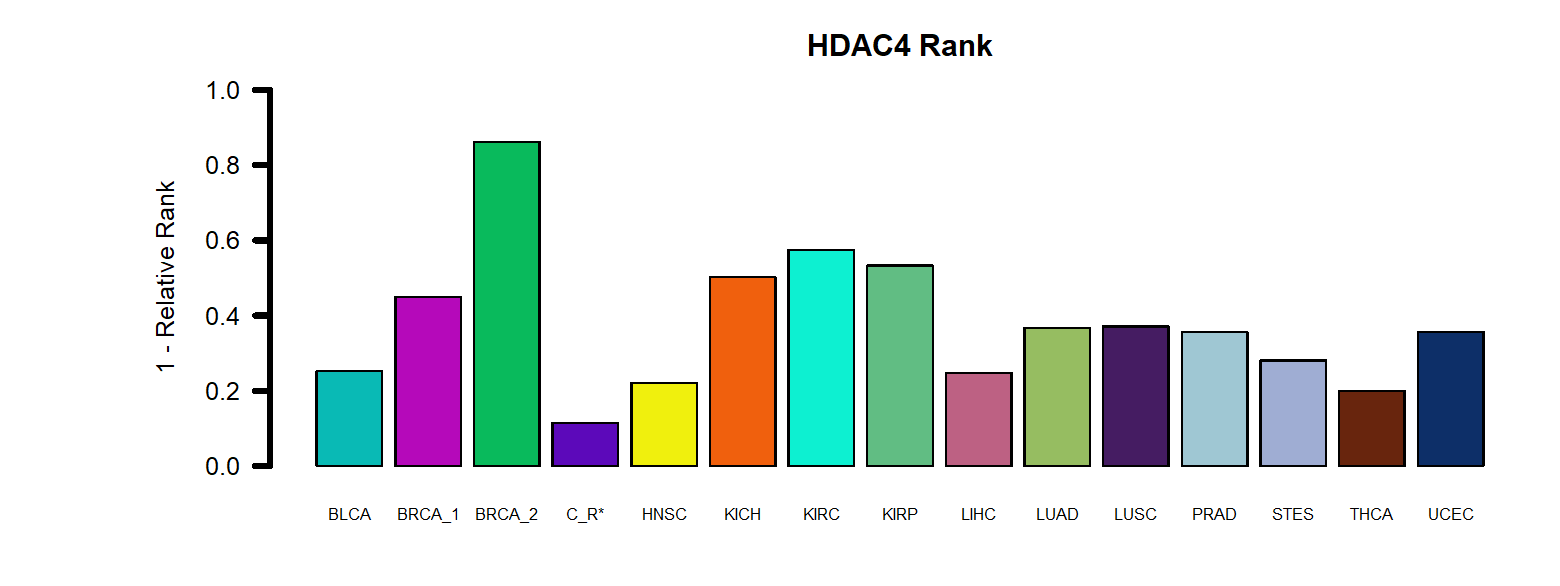 HDAC4 Rank
1.0
0.8
0.6
0.4
0.2
0.0
1 - Relative Rank
BLCA BRCA_1 BRCA_2 C_R* HNSC KICH KIRC KIRP LIHC LUAD LUSC PRAD STES THCA UCEC